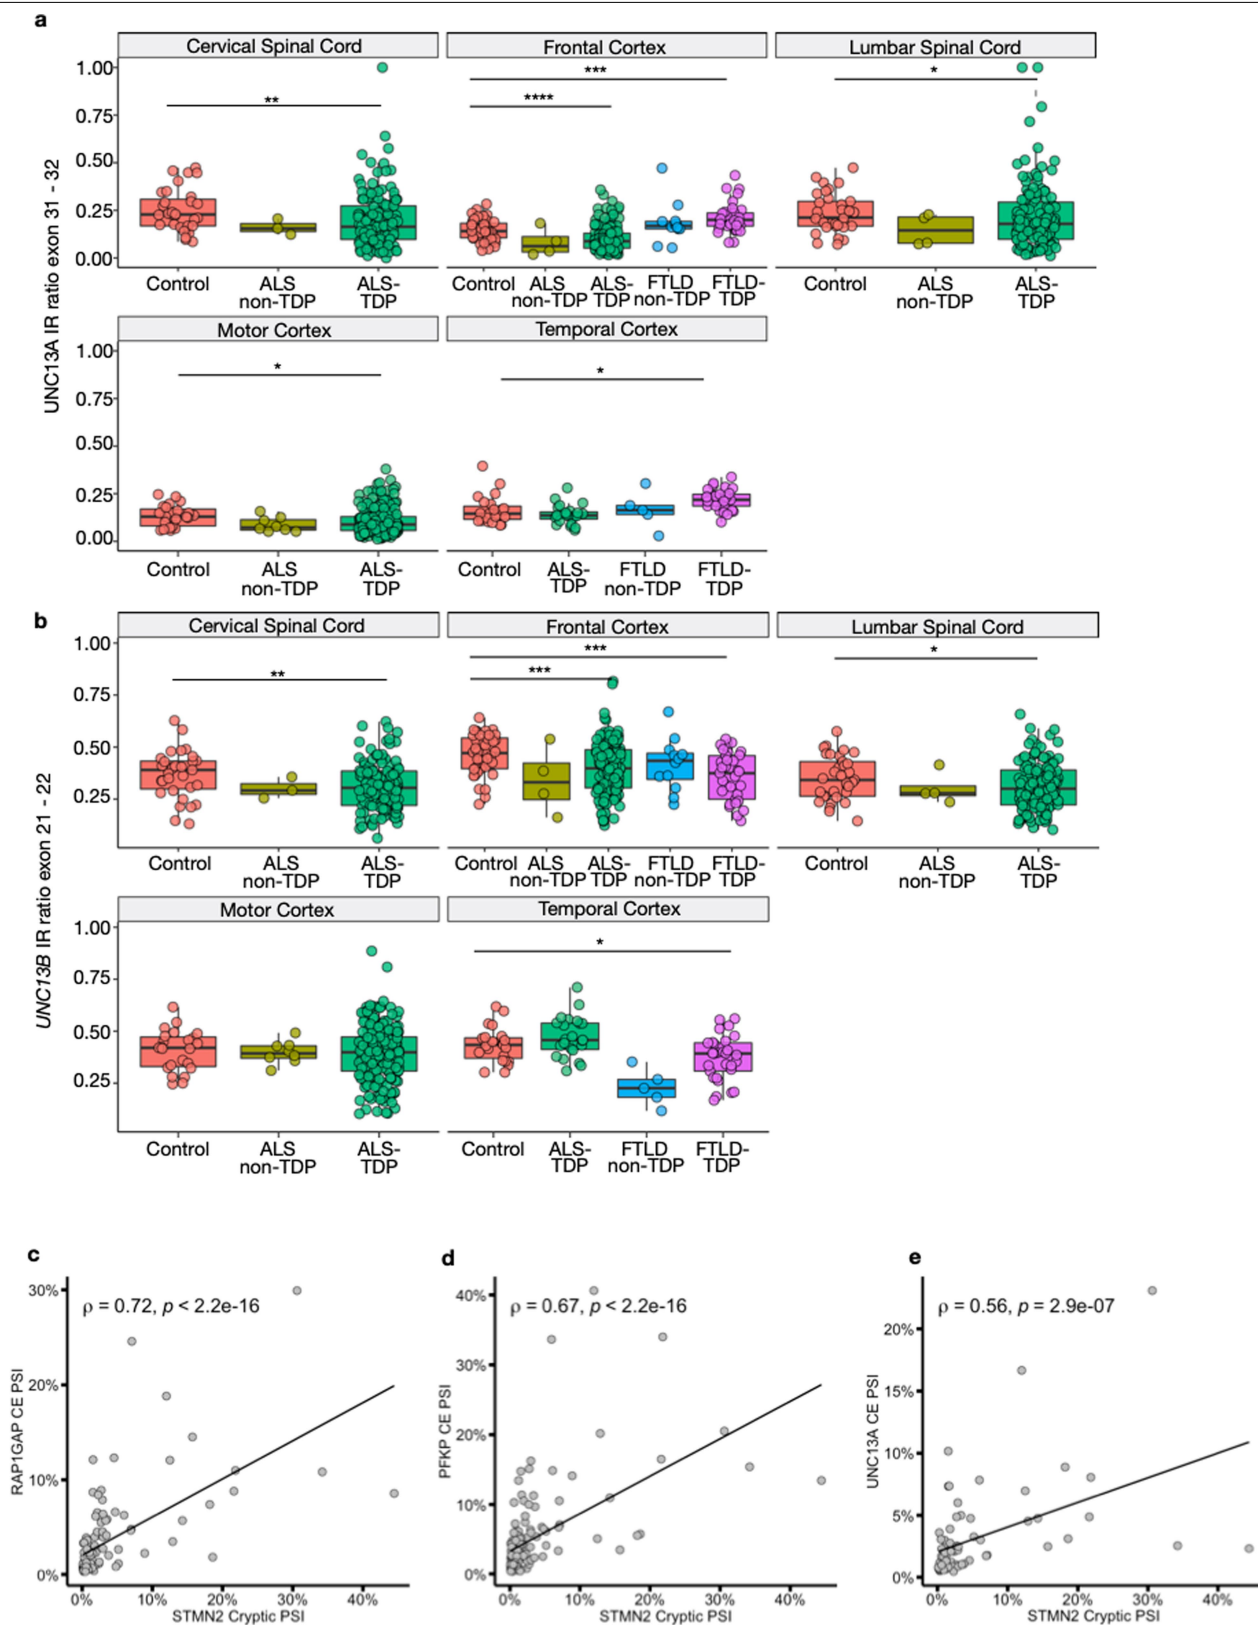 a
Cervical Spinal Cord
Frontal Cortex
Lumbar Spinal Cord
UNC13A IR ratio exon 31 - 32
1.00
0.75
0.50
0.25
0.00
**
***
****
*
Control
ALS non-TDP
ALS-TDP
Control
ALS non-TDP
ALS-TDP
FTLD non-TDP
FTLD-TDP
Control
ALS non-TDP
ALS-TDP
Motor Cortex
Temporal Cortex
1.00
0.75
0.50
0.25
0.00
*
*
Control
ALS non-TDP
ALS-TDP
Control
ALS-TDP
FTLD non-TDP
FTLD-TDP
b
Cervical Spinal Cord
Frontal Cortex
Lumbar Spinal Cord
UNC13B IR ratio exon 21 - 22
1.00
0.75
0.50
0.25
**
***
***
*
Control
ALS non-TDP
ALS-TDP
Control
ALS non-TDP
ALS-TDP
FTLD non-TDP
FTLD-TDP
Control
ALS non-TDP
ALS-TDP
Motor Cortex
Temporal Cortex
1.00
0.75
0.50
0.25
*
Control
ALS non-TDP
ALS-TDP
Control
ALS-TDP
FTLD non-TDP
FTLD-TDP
c
ρ = 0.72, p < 2.2e-16
RAP1GAP CE PSI
30%
20%
10%
0%
0% 10% 20% 30% 40%
STMN2 Cryptic PSI
d
ρ = 0.67, p < 2.2e-16
PFKP CE PSI
40%
30%
20%
10%
0%
0% 10% 20% 30% 40%
STMN2 Cryptic PSI
e
ρ = 0.56, p = 2.9e-07
UNC13A CE PSI
20%
15%
10%
5%
0%
0% 10% 20% 30% 40%
STMN2 Cryptic PSI